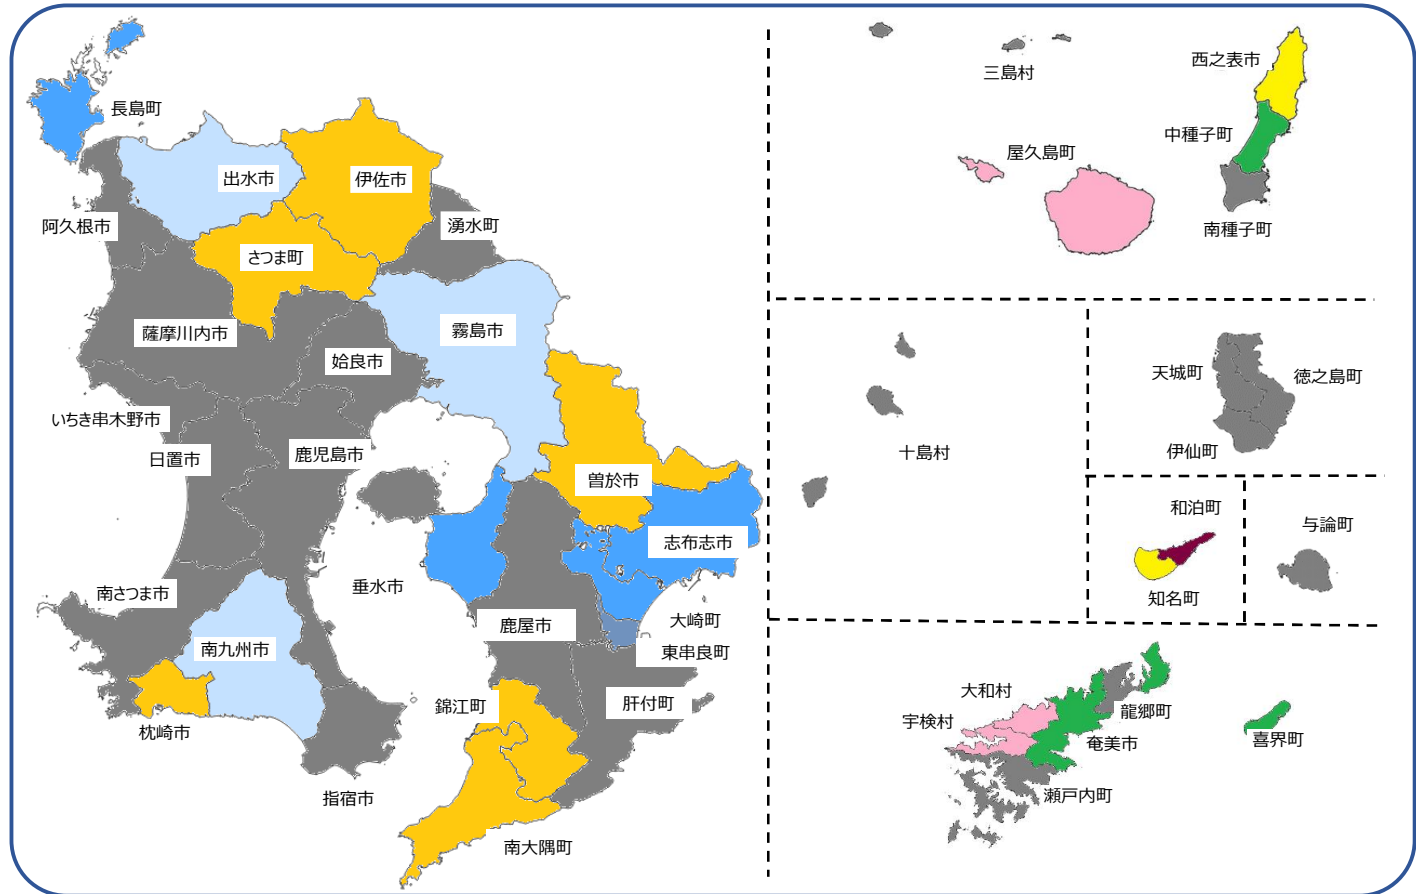 長島町
出水市
伊佐市
阿久根市
湧水町
さつま町
薩摩川内市
霧島市
姶良市
いちき串木野市
日置市
鹿児島市
曽於市
志布志市
垂水市
南さつま市
大崎町
鹿屋市
南九州市
東串良町
錦江町
肝付町
枕崎市
指宿市
南大隅町
三島村
西之表市
中種子町
屋久島町
南種子町
十島村
天城町
徳之島町
伊仙町
和泊町
知名町
与論町
大和村
宇検村
龍郷町
奄美市
喜界町
瀬戸内町